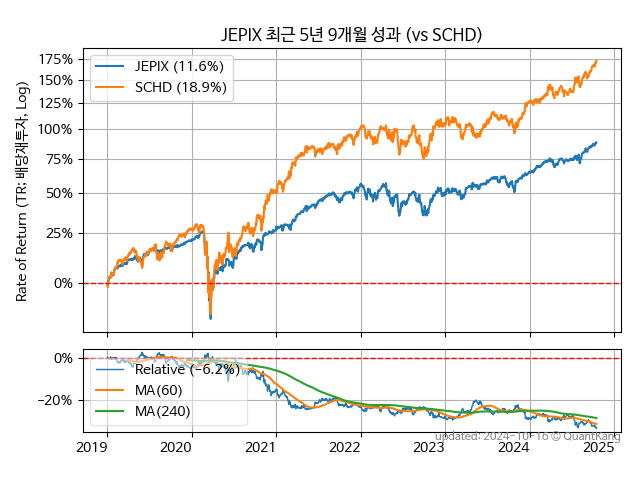 JEPIX 최근 5년 9개월 성과 (vs SCHD)
Rate of Return (TR: 배당재투자, Log)
175%
150%
125%
100%
75%
50%
25%
0%
JEPIX (11.6%)
SCHD (18.9%)
0%
−20%
Relative (−6.2%)
MA(60)
MA(240)
updated: 2024-10-16 © QuantKang
2019
2020
2021
2022
2023
2024
2025